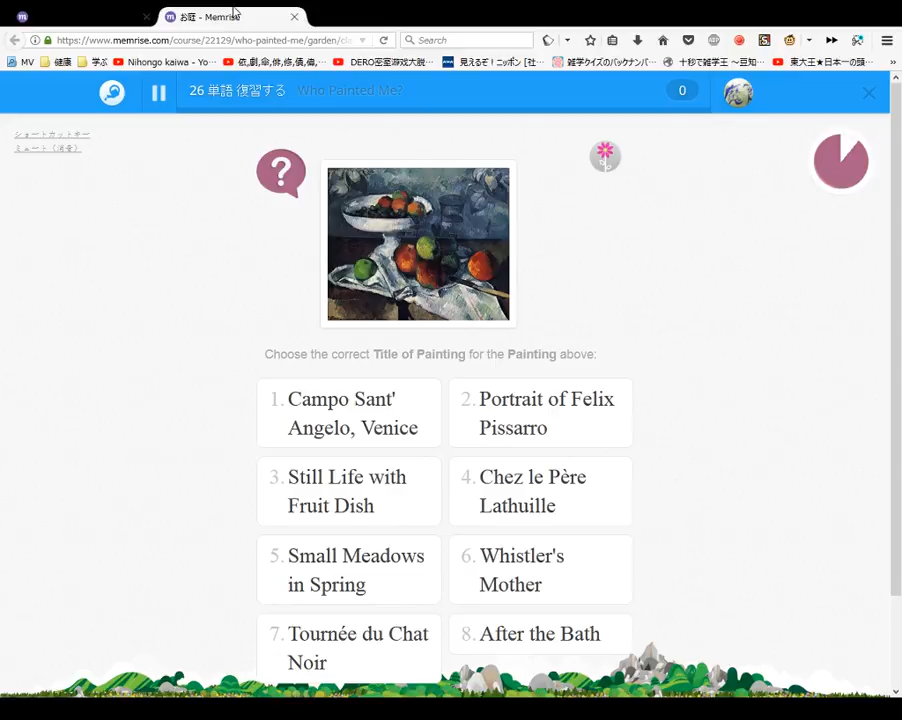 お庭 - Memrise
https://www.memrise.com/course/22129/who-painted-me/garden/cla
Search
MV
健康
学ぶ
Nihongo kaiwa - Yo…
DERO密室游戏大脱…
見えるぞ！ニッポン [社…
雑学クイズのバックナンバ…
十秒で雑学王 ～豆知…
東大王★日本一の頭…
26 単語 復習する Who Painted Me?
0
ショートカットキー
ミュート（消音）
?
Choose the correct Title of Painting for the Painting above:
1. Campo Sant'
Angelo, Venice
2. Portrait of Felix
Pissarro
3. Still Life with
Fruit Dish
4. Chez le Père
Lathuille
5. Small Meadows
in Spring
6. Whistler's
Mother
7. Tournée du Chat
Noir
8. After the Bath